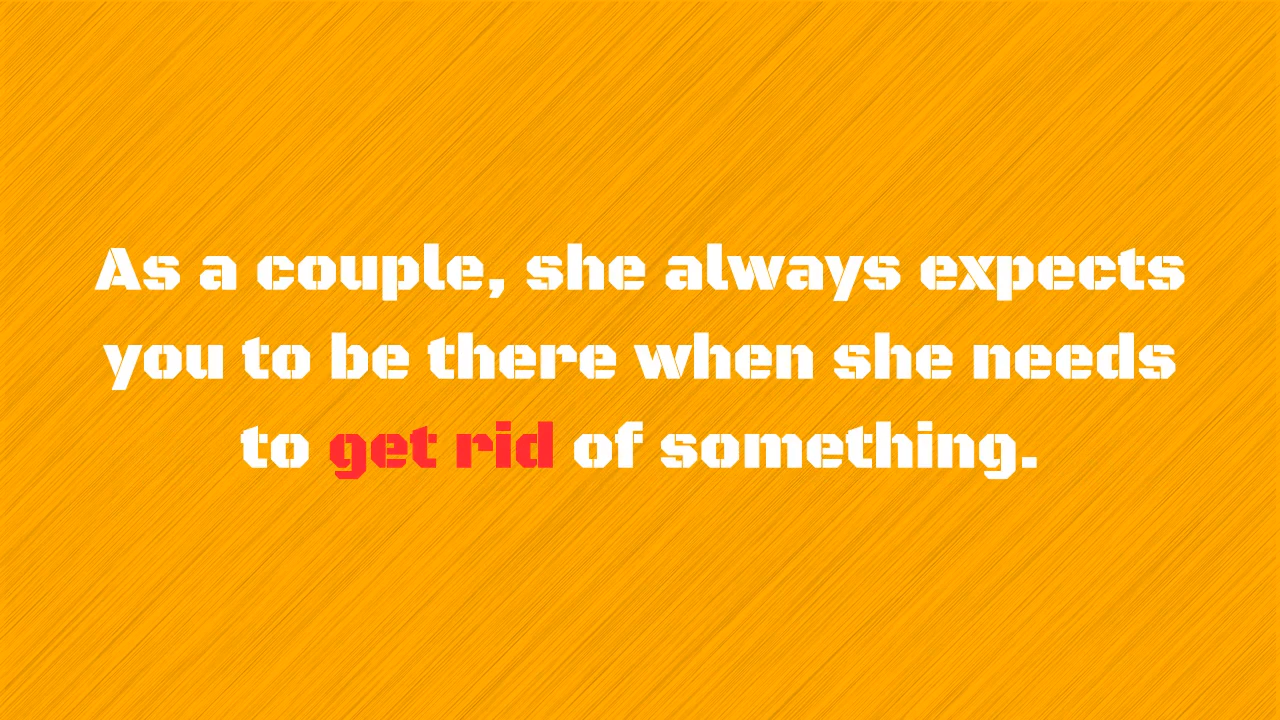 As a couple, she always expects
you to be there when she needs
to get rid of something.